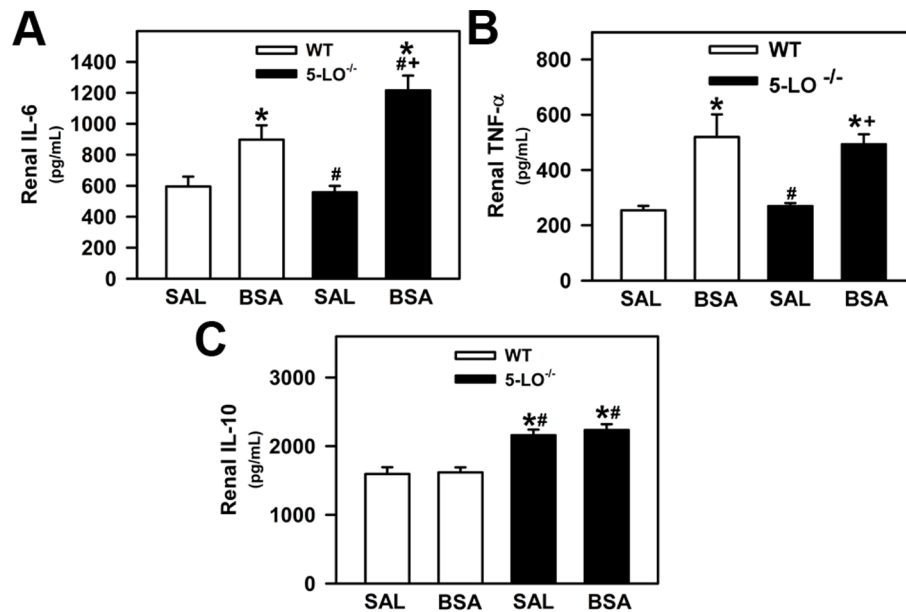 A
Renal IL-6
(pg/mL)
1400
1200
1000
800
600
400
200
0
WT
5-LO-/-
*
#
*
#+
SAL BSA SAL BSA
B
Renal TNF-α
(pg/mL)
800
600
400
200
0
WT
5-LO -/-
*
#
*+
SAL BSA SAL BSA
C
Renal IL-10
(pg/mL)
3000
2000
1000
0
WT
5-LO-/-
*# *#
SAL BSA SAL BSA